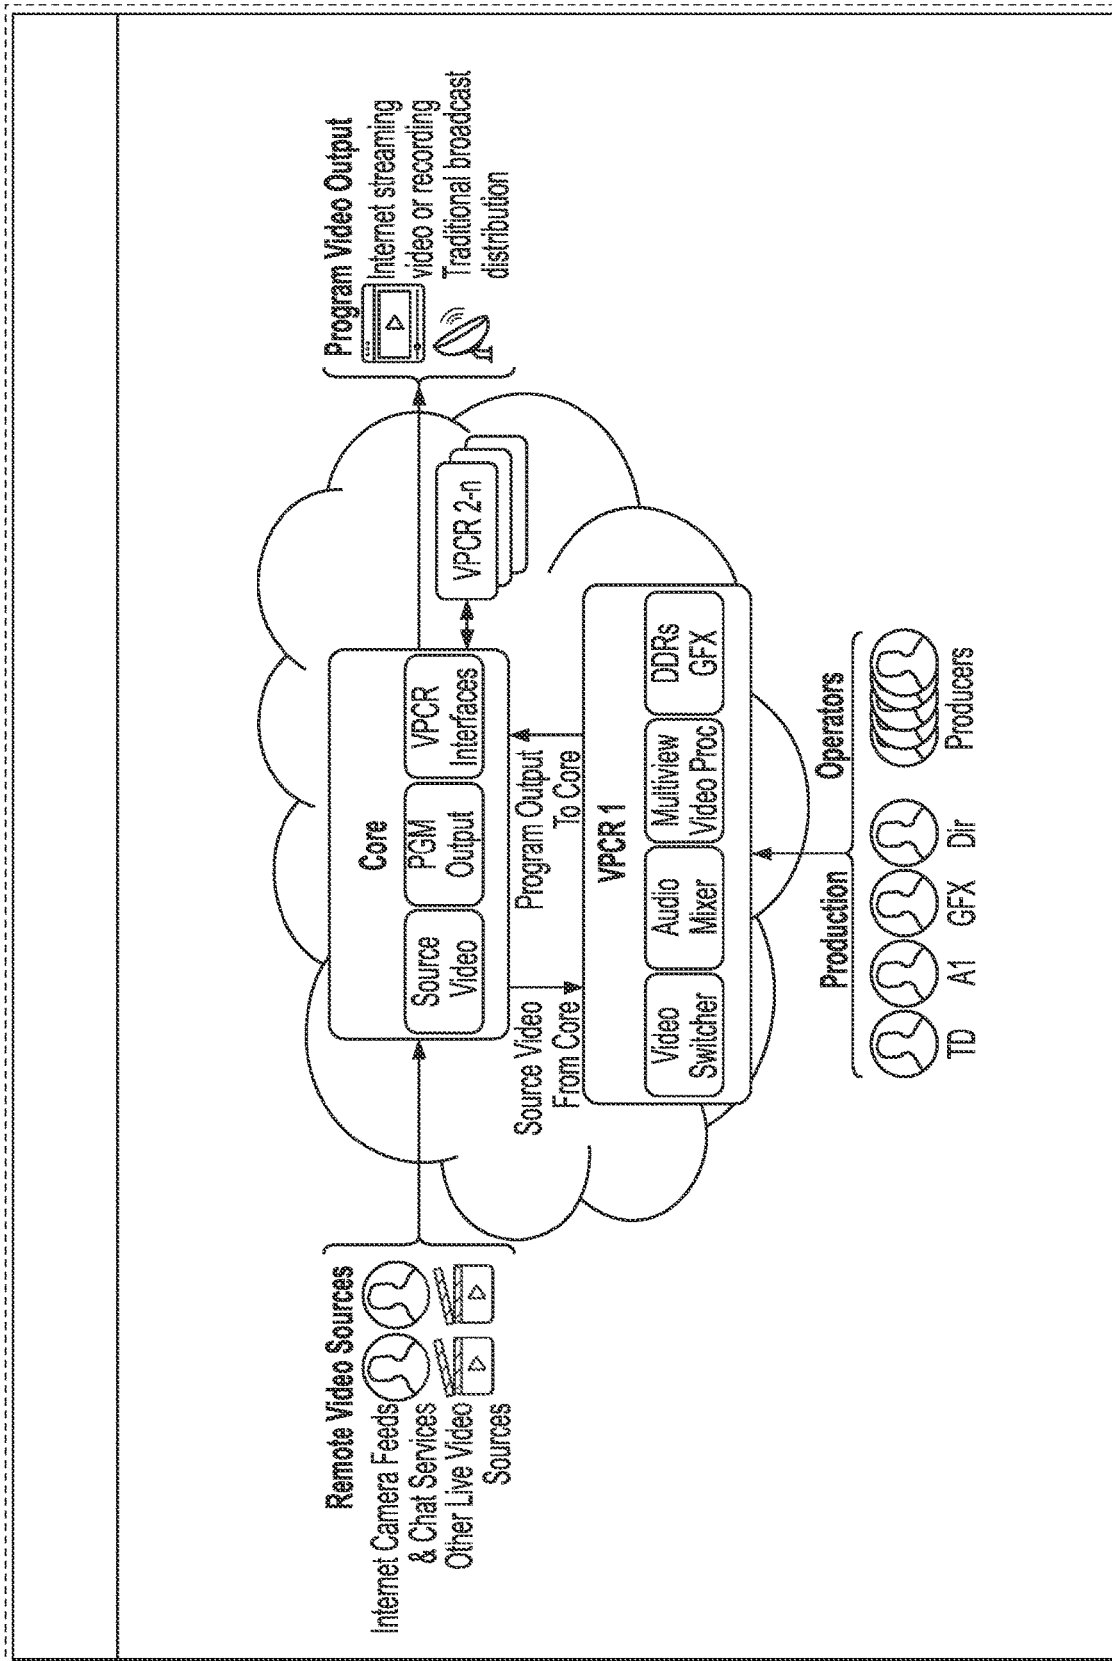 Remote Video Sources
Internet Camera Feeds
& Chat Services
Other Live Video
Sources
Core
Source
Video
PGM
Output
VPCR
Interfaces
VPCR 2-n
Program Video Output
Internet streaming
video or recording
Traditional broadcast
distribution
Source Video
From Core
Program Output
To Core
VPCR 1
Video
Switcher
Audio
Mixer
Multiview
Video Proc
DDRs
GFX
Production
Operators
TD
A1
GFX
Dir
Producers